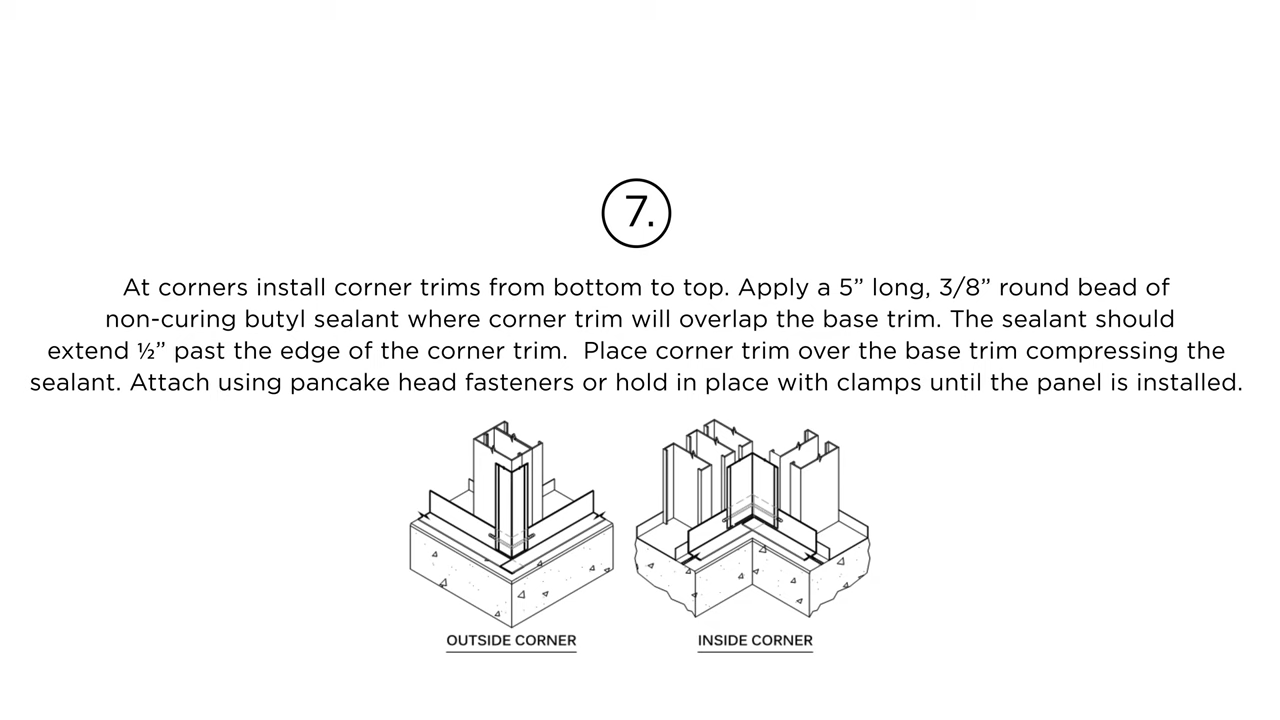 7.
At corners install corner trims from bottom to top. Apply a 5” long, 3/8” round bead of
non-curing butyl sealant where corner trim will overlap the base trim. The sealant should
extend ½” past the edge of the corner trim.  Place corner trim over the base trim compressing the
sealant. Attach using pancake head fasteners or hold in place with clamps until the panel is installed.
OUTSIDE CORNER
INSIDE CORNER